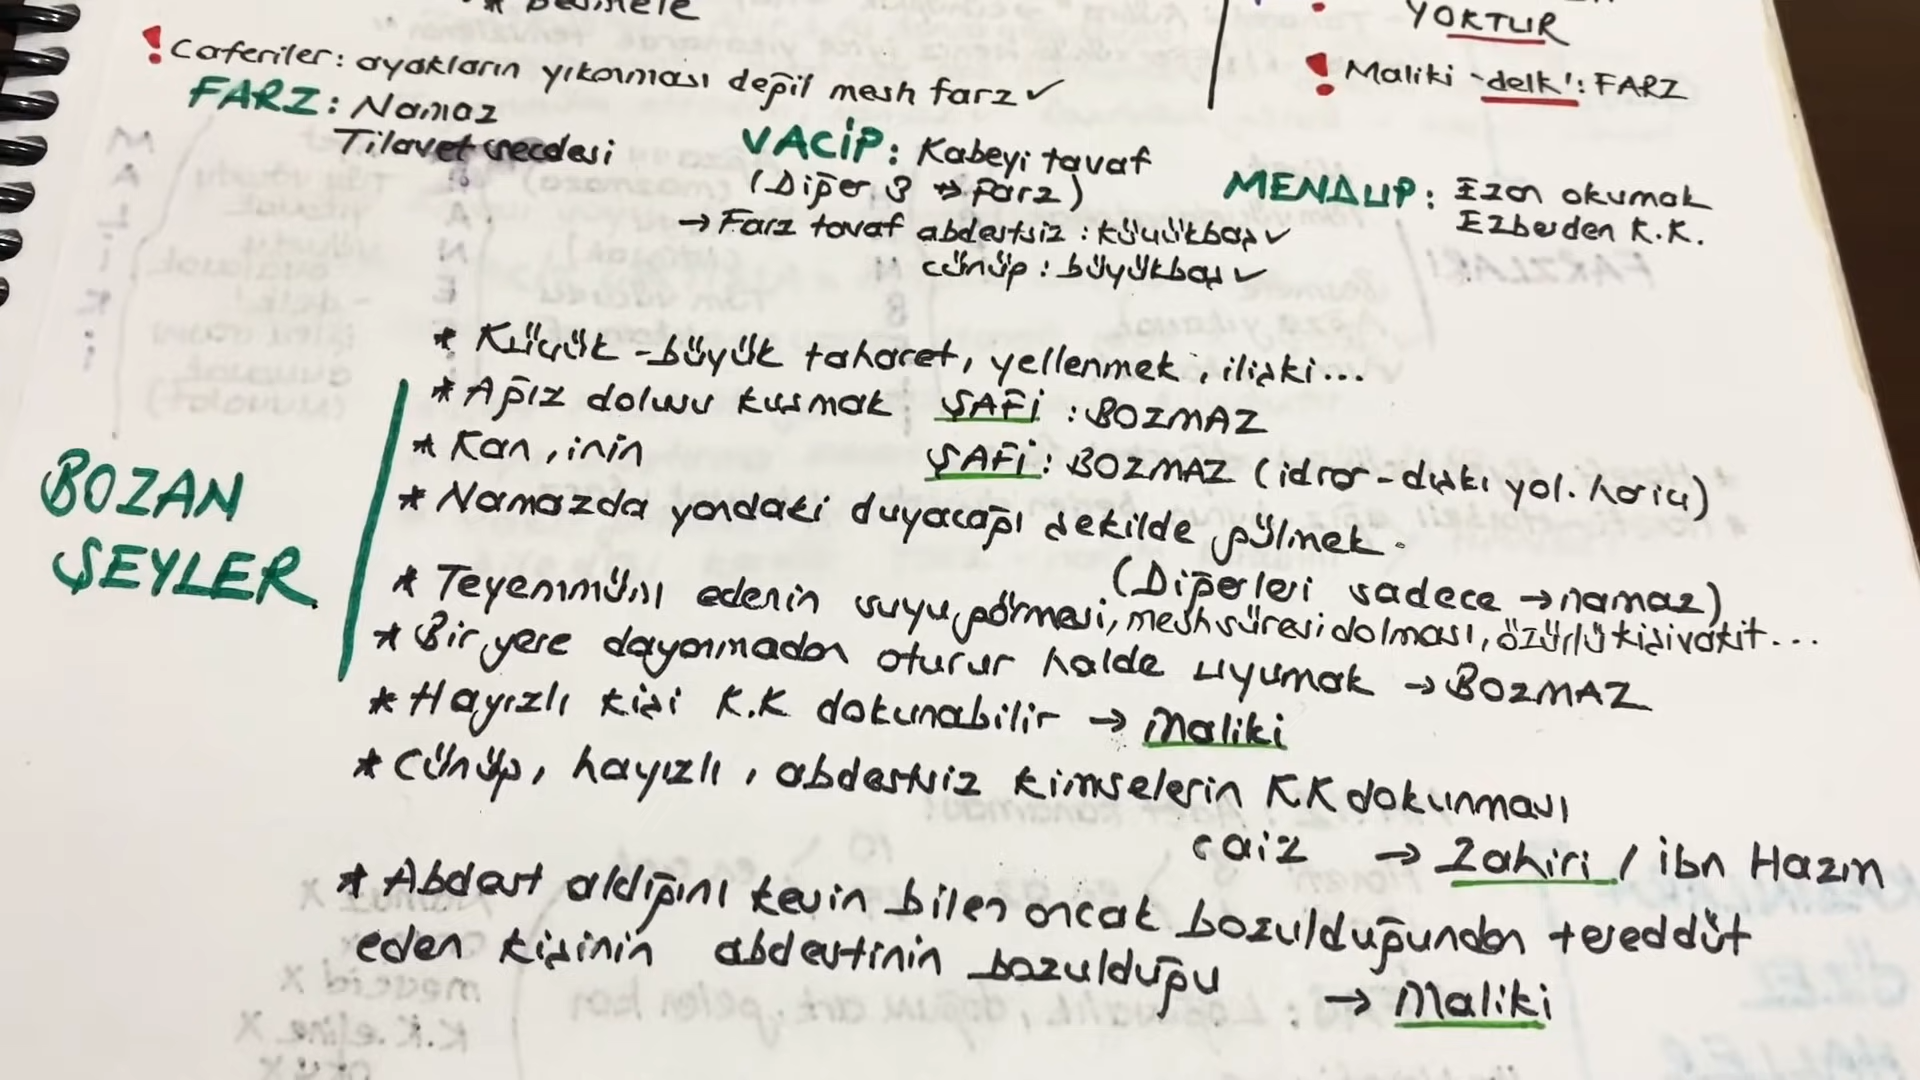 * Besmele
YOKTUR
! Caferiler: ayakların yıkanması değil mesh farz ✓
! Maliki - delk!: FARZ
FARZ: Namaz
Tilavet secdesi
VACİP: Kabeyi tavaf
(Diğer 3 → farz)
→ Farz tavaf abdestsiz: küçükbaş ✓
cünüp: büyükbaş ✓
MENDUP: Ezan okumak
Ezberden K.K.
BOZAN
ŞEYLER
* Küçük - büyük taharet, yellenmek, ilişki...
* Ağız dolusu kusmak ŞAFİ: BOZMAZ
* Kan, irin ŞAFİ: BOZMAZ (idrar - dışkı yol. harici)
* Namazda yandaki duyacağı şekilde gülmek.
(Diğerleri sadece → namaz)
* Teyemmüm edenin suyu görmesi, mesh süresi dolması, özürlü kişi vakit...
* Bir yere dayanmadan oturur halde uyumak → BOZMAZ
* Hayızlı kişi K.K dokunabilir → Maliki
* Cünüp, hayızlı, abdestsiz kimselerin K.K dokunması
caiz → Zahiri / ibn Hazm
* Abdest aldığını kesin bilen ancak bozulduğundan tereddüt
eden kişinin abdestinin bozulduğu → Maliki